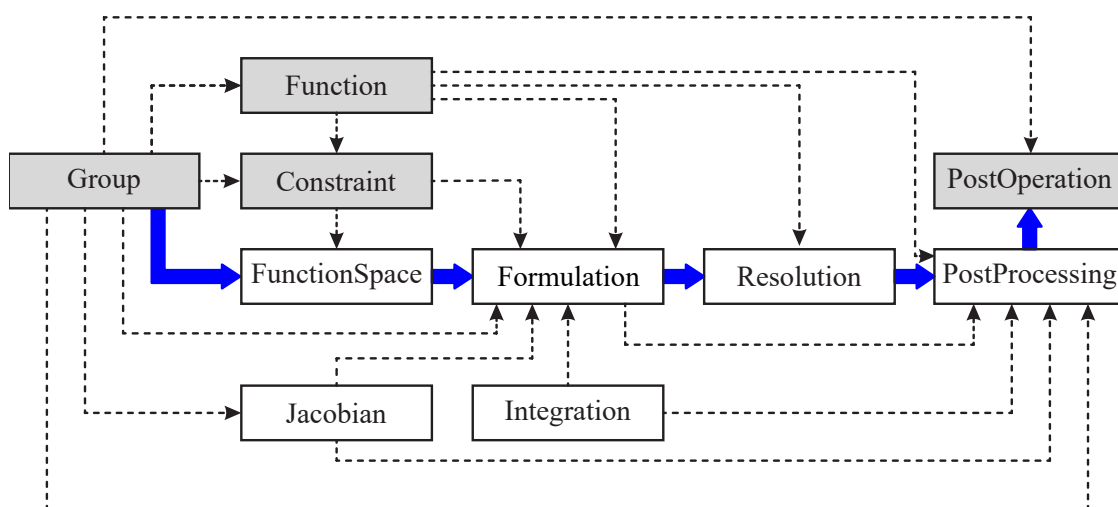 Function
Group
Constraint
PostOperation
FunctionSpace
Formulation
Resolution
PostProcessing
Jacobian
Integration